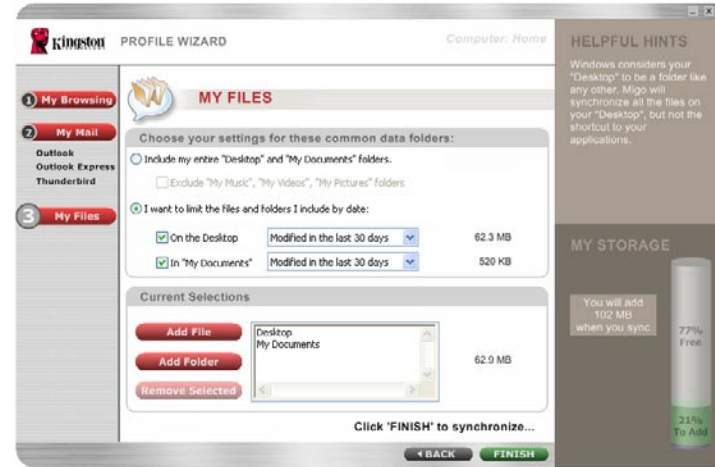 Kingston
PROFILE WIZARD
Computer: Home
1 My Browsing
2 My Mail
Outlook
Outlook Express
Thunderbird
3 My Files
MY FILES
Choose your settings for these common data folders:
Include my entire "Desktop" and "My Documents" folders.
Exclude "My Music", "My Videos", "My Pictures" folders
I want to limit the files and folders I include by date:
On the Desktop Modified in the last 30 days 62.3 MB
In "My Documents" Modified in the last 30 days 520 KB
Current Selections
Add File
Add Folder
Remove Selected
Desktop
My Documents
62.9 MB
Click 'FINISH' to synchronize...
BACK
FINISH
HELPFUL HINTS
Windows considers your
"Desktop" to be a folder like
any other. Migo will
synchronize all the files on
your "Desktop", but not the
shortcut to your
applications.
MY STORAGE
You will add
102 MB
when you sync
77%
Free
21%
To Add